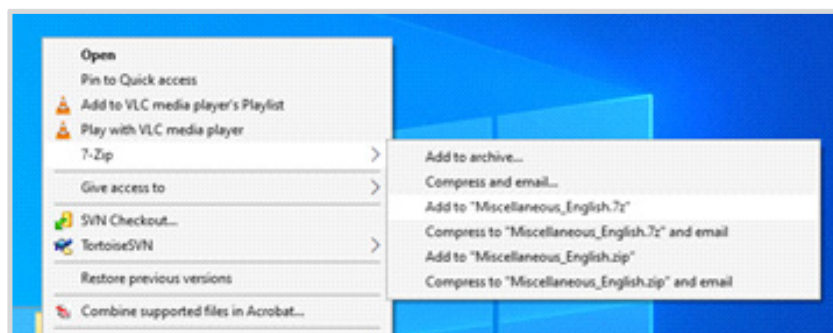 Open
Pin to Quick access
Add to VLC media player's Playlist
Play with VLC media player
7-Zip
Give access to
SVN Checkout...
TortoiseSVN
Restore previous versions
Combine supported files in Acrobat...
Add to archive...
Compress and email...
Add to "Miscellaneous_English.7z"
Compress to "Miscellaneous_English.7z" and email
Add to "Miscellaneous_English.zip"
Compress to "Miscellaneous_English.zip" and email